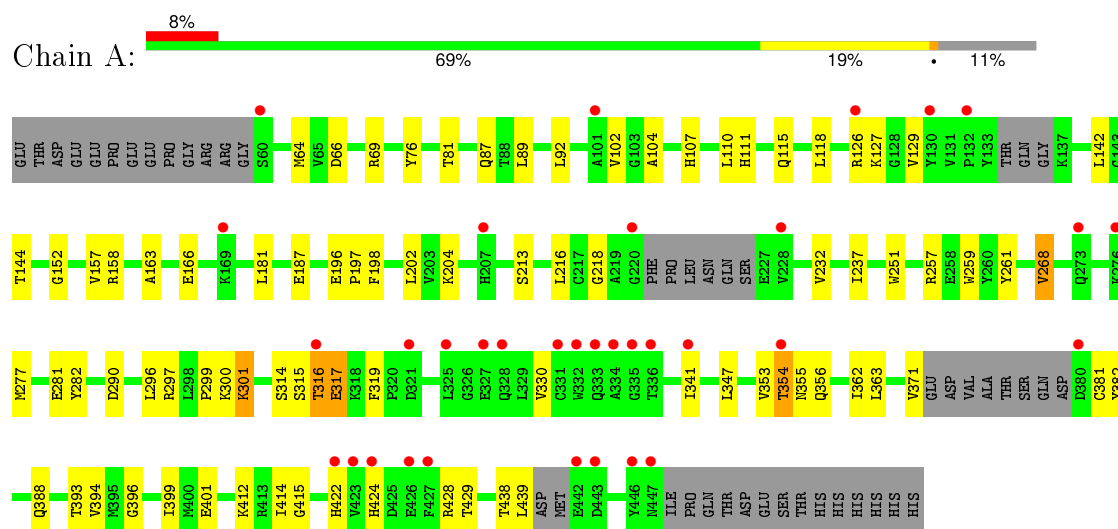 8%
Chain A:
69% 19% • 11%
GLU THR ASP GLU GLU PRO GLU GLU PRO GLY ARG ARG GLY S60 M64 V65 D66 R69 Y76 T81 Q87 T88 L89 L92 A101 V102 G103 A104 H107 L110 H111 Q115 L118 R126 K127 G128 V129 Y130 V131 P132 Y133 THR GLN GLY K137 L142 G143
T144 G152 V157 R158 A163 E166 K169 L181 E187 E196 P197 F198 L202 V203 K204 H207 S213 L216 C217 G218 A219 G220 PHE PRO LEU ASN GLN SER E227 V228 V232 I237 W251 R257 E258 W259 Y260 Y261 V268 Q273 K276
M277 E281 Y282 D290 L296 R297 L298 P299 K300 K301 S314 S315 T316 E317 K318 F319 P320 D321 L325 G326 E327 Q328 L329 V330 C331 W332 Q333 A334 G335 T336 I341 L347 V353 T354 N355 Q356 I362 L363 V371 GLU ASP VAL ALA THR SER GLN ASP D380 C381 Y382
Q388 T393 V394 M395 G396 I399 M400 E401 K412 R413 I414 G415 H422 V423 H424 D425 E426 F427 R428 T429 T438 L439 ASP MET E442 D443 Y446 N447 ILE PRO GLN THR ASP GLU SER THR HIS HIS HIS HIS HIS HIS